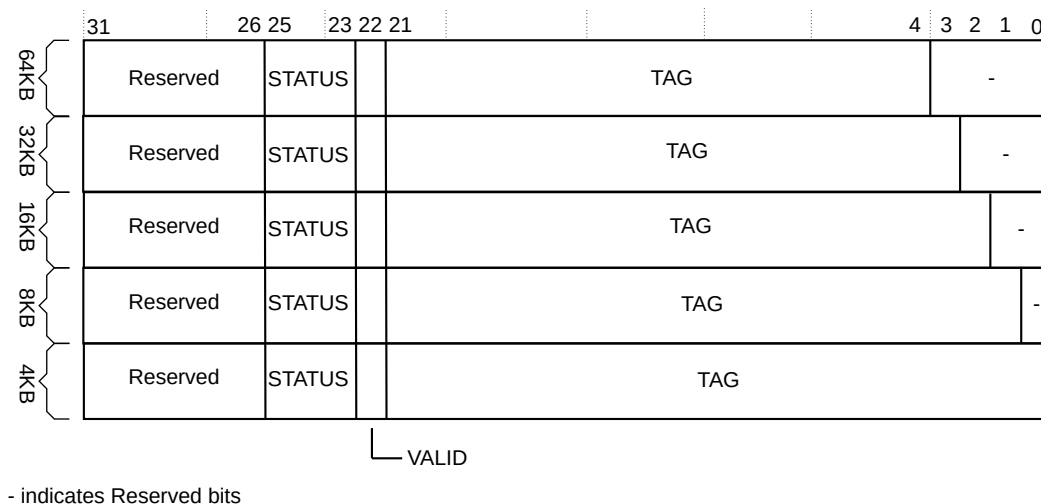 31 26 25 23 22 21 4 3 2 1 0
64KB Reserved STATUS TAG -
32KB Reserved STATUS TAG -
16KB Reserved STATUS TAG -
8KB Reserved STATUS TAG -
4KB Reserved STATUS TAG
VALID
- indicates Reserved bits